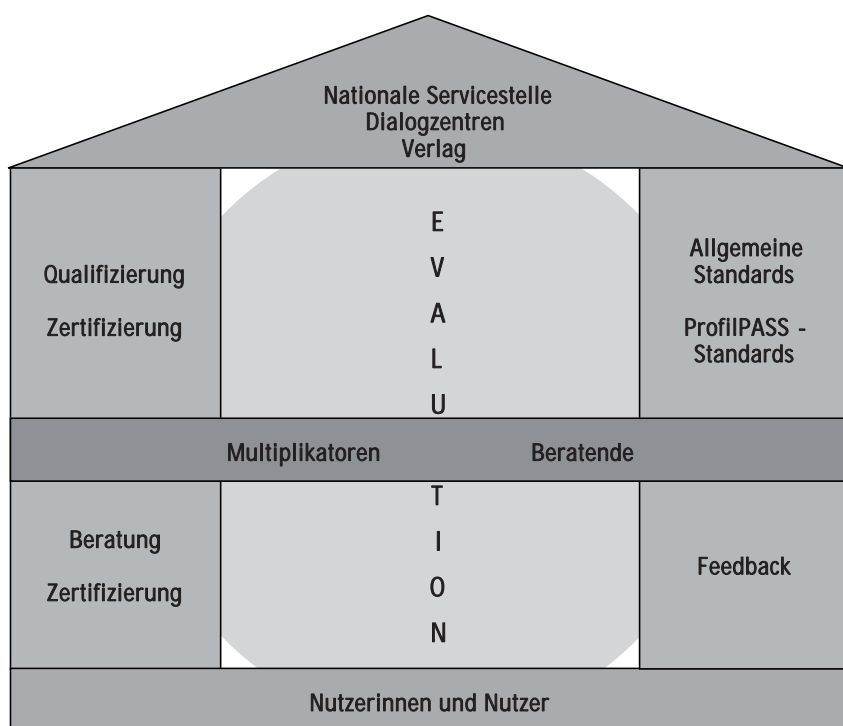 Nationale Servicestelle
Dialogzentren
Verlag
Qualifizierung
Zertifizierung
E
V
A
L
U
Allgemeine
Standards
ProfilPASS -
Standards
Multiplikatoren Beratende
Beratung
Zertifizierung
T
I
O
N
Feedback
Nutzerinnen und Nutzer